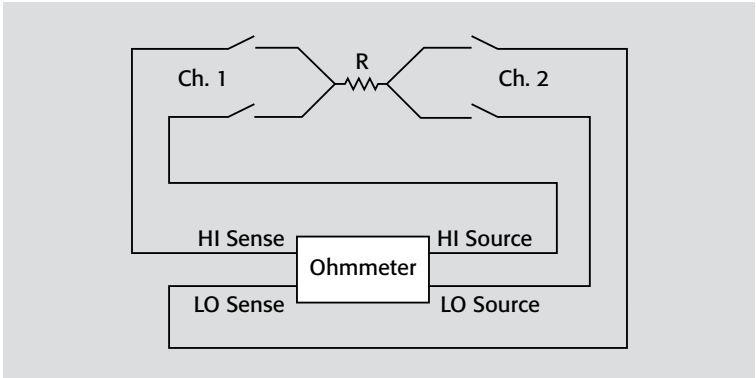 R
Ch. 1
Ch. 2
HI Sense
HI Source
Ohmmeter
LO Sense
LO Source